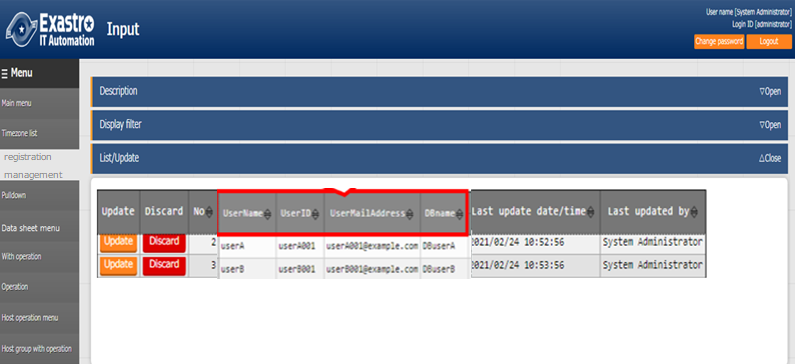 Exastro
IT Automation
Input
User name [System Administrator]
Login ID [administrator]
Change password
Logout
Menu
Main menu
Timezone list
registration
management
Pulldown
Data sheet menu
With operation
Operation
Host operation menu
Host group with operation
Description
▽Open
Display filter
▽Open
List/Update
△Close
Update Discard No UserName UserID UserMailAddress DBname Last update date/time Last updated by
Update Discard 2 userA userA001 userA001@example.com DBuserA 2021/02/24 10:52:56 System Administrator
Update Discard 3 userB userB001 userB001@example.com DBuserB 2021/02/24 10:53:56 System Administrator